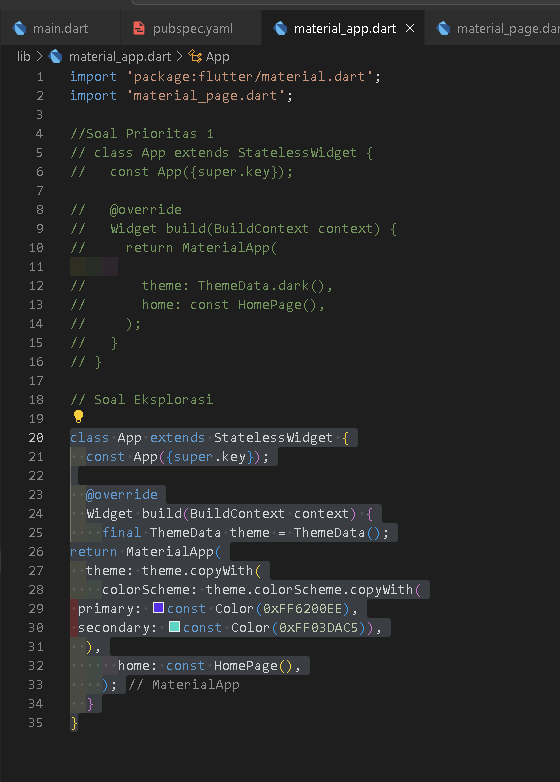 main.dart pubspec.yaml material_app.dart material_page.dart
lib > material_app.dart > App
1 import 'package:flutter/material.dart';
2 import 'material_page.dart';
3
4 //Soal Prioritas 1
5 // class App extends StatelessWidget {
6 //   const App({super.key});
7
8 //   @override
9 //   Widget build(BuildContext context) {
10 //     return MaterialApp(
11
12 //       theme: ThemeData.dark(),
13 //       home: const HomePage(),
14 //     );
15 //   }
16 // }
17
18 // Soal Eksplorasi
19
20 class App extends StatelessWidget {
21   const App({super.key});
22
23   @override
24   Widget build(BuildContext context) {
25     final ThemeData theme = ThemeData();
26 return MaterialApp(
27   theme: theme.copyWith(
28     colorScheme: theme.colorScheme.copyWith(
29  primary: const Color(0xFF6200EE),
30  secondary: const Color(0xFF03DAC5)),
31   ),
32       home: const HomePage(),
33     ); // MaterialApp
34   }
35 }